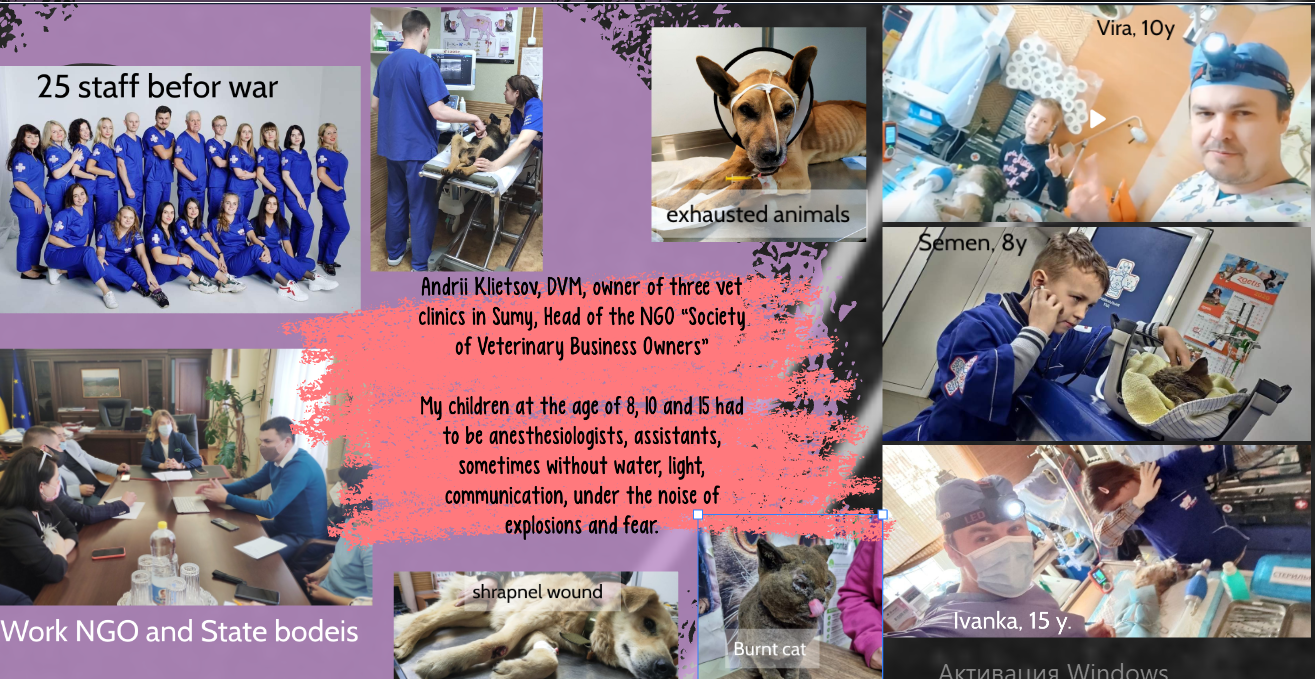 25 staff befor war
exhausted animals
Vira, 10y
Semen, 8y
zoetis
Andrii Klietsov, DVM, owner of three vet
clinics in Sumy, Head of the NGO “Society
of Veterinary Business Owners”
My children at the age of 8, 10 and 15 had
to be anesthesiologists, assistants,
sometimes without water, light,
communication, under the noise of
explosions and fear.
Work NGO and State bodeis
shrapnel wound
Burnt cat
LED
Ivanka, 15 y.
Активация Windows